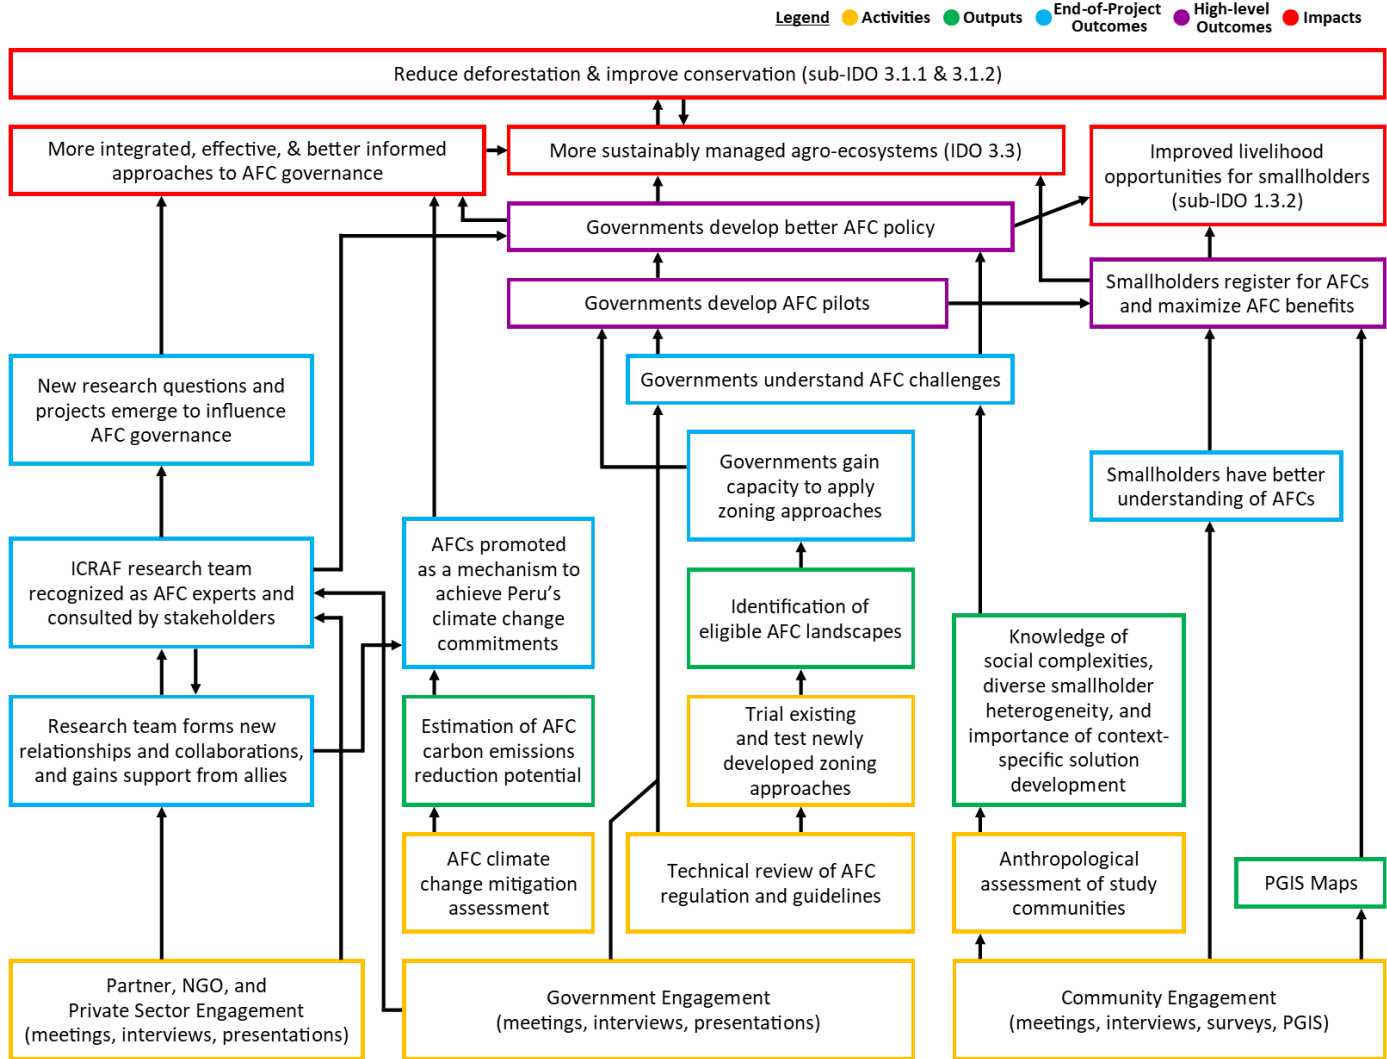 Legend
Activities
Outputs
End-of-Project
Outcomes
High-level
Outcomes
Impacts
Reduce deforestation & improve conservation (sub-IDO 3.1.1 & 3.1.2)
More integrated, effective, & better informed
approaches to AFC governance
More sustainably managed agro-ecosystems (IDO 3.3)
Improved livelihood
opportunities for smallholders
(sub-IDO 1.3.2)
Governments develop better AFC policy
Governments develop AFC pilots
Smallholders register for AFCs
and maximize AFC benefits
New research questions and
projects emerge to influence
AFC governance
Governments understand AFC challenges
Governments gain
capacity to apply
zoning approaches
Smallholders have better
understanding of AFCs
ICRAF research team
recognized as AFC experts and
consulted by stakeholders
AFCs promoted
as a mechanism to
achieve Peru's
climate change
commitments
Identification of
eligible AFC landscapes
Knowledge of
social complexities,
diverse smallholder
heterogeneity, and
importance of context-
specific solution
development
Research team forms new
relationships and collaborations,
and gains support from allies
Estimation of AFC
carbon emissions
reduction potential
Trial existing
and test newly
developed zoning
approaches
AFC climate
change mitigation
assessment
Technical review of AFC
regulation and guidelines
Anthropological
assessment of study
communities
PGIS Maps
Partner, NGO, and
Private Sector Engagement
(meetings, interviews, presentations)
Government Engagement
(meetings, interviews, presentations)
Community Engagement
(meetings, interviews, surveys, PGIS)